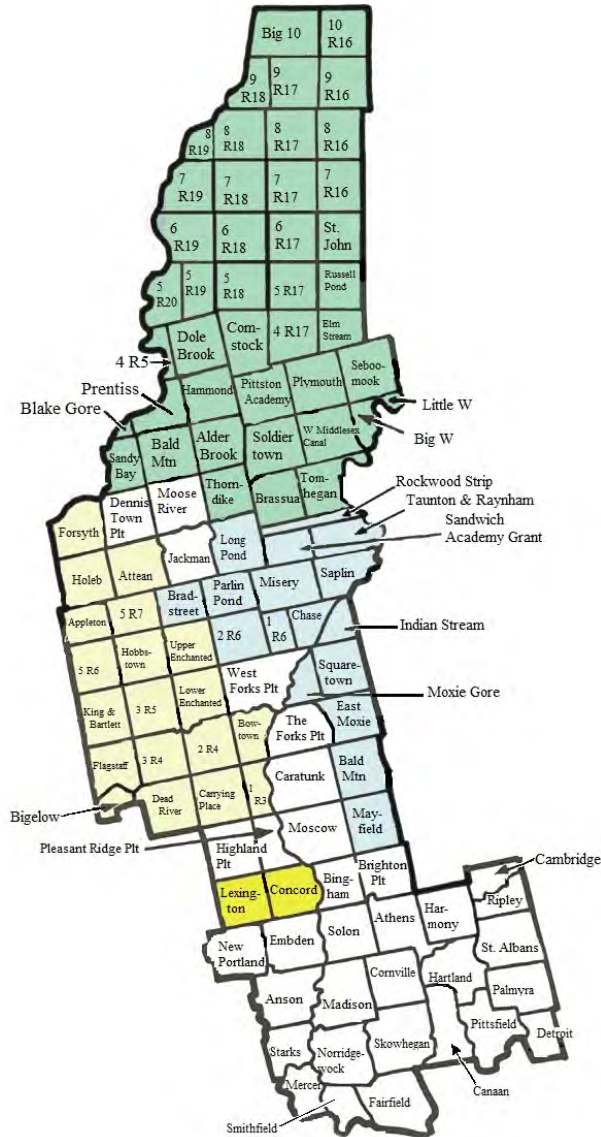 Big 10
10
R16
9
R18
9
R17
9
R16
8
R19
8
R18
8
R17
8
R16
7
R19
7
R18
7
R17
7
R16
6
R19
6
R18
6
R17
St.
John
5
R20
5
R19
5
R18
5 R17
Russell
Pond
Dole
Brook
Com-
stock
4 R17
Elm
Stream
4 R5
Prentiss
Hammond
Pittston
Academy
Plymouth
Seboo-
mook
Little W
Blake Gore
Big W
Sandy
Bay
Bald
Mtn
Alder
Brook
Soldier
town
W Middlesex
Canal
Thorn-
dike
Brassua
Tom-
hegan
Rockwood Strip
Taunton & Raynham
Sandwich
Academy Grant
Forsyth
Dennis
Town
Plt
Moose
River
Long
Pond
Jackman
Holeb
Attean
Brad-
street
Parlin
Pond
Misery
Saplin
Appleton
5 R7
2 R6
1
R6
Chase
Indian Stream
5 R6
Hobbs-
town
Upper
Enchanted
West
Forks Plt
Square-
town
Moxie Gore
King &
Bartlett
3 R5
Lower
Enchanted
East
Moxie
Bow-
town
The
Forks Plt
Flagstaff
3 R4
2 R4
Caratunk
Bald
Mtn
Bigelow
Dead
River
Carrying
Place
1
R3
Moscow
May-
field
Pleasant Ridge Plt
Highland
Plt
Brighton
Plt
Cambridge
Lexing-
ton
Concord
Bing-
ham
Ripley
New
Portland
Embden
Solon
Athens
Har-
mony
St. Albans
Anson
Madison
Cornville
Hartland
Palmyra
Starks
Norridge-
wock
Skowhegan
Pittsfield
Detroit
Mercer
Canaan
Smithfield
Fairfield